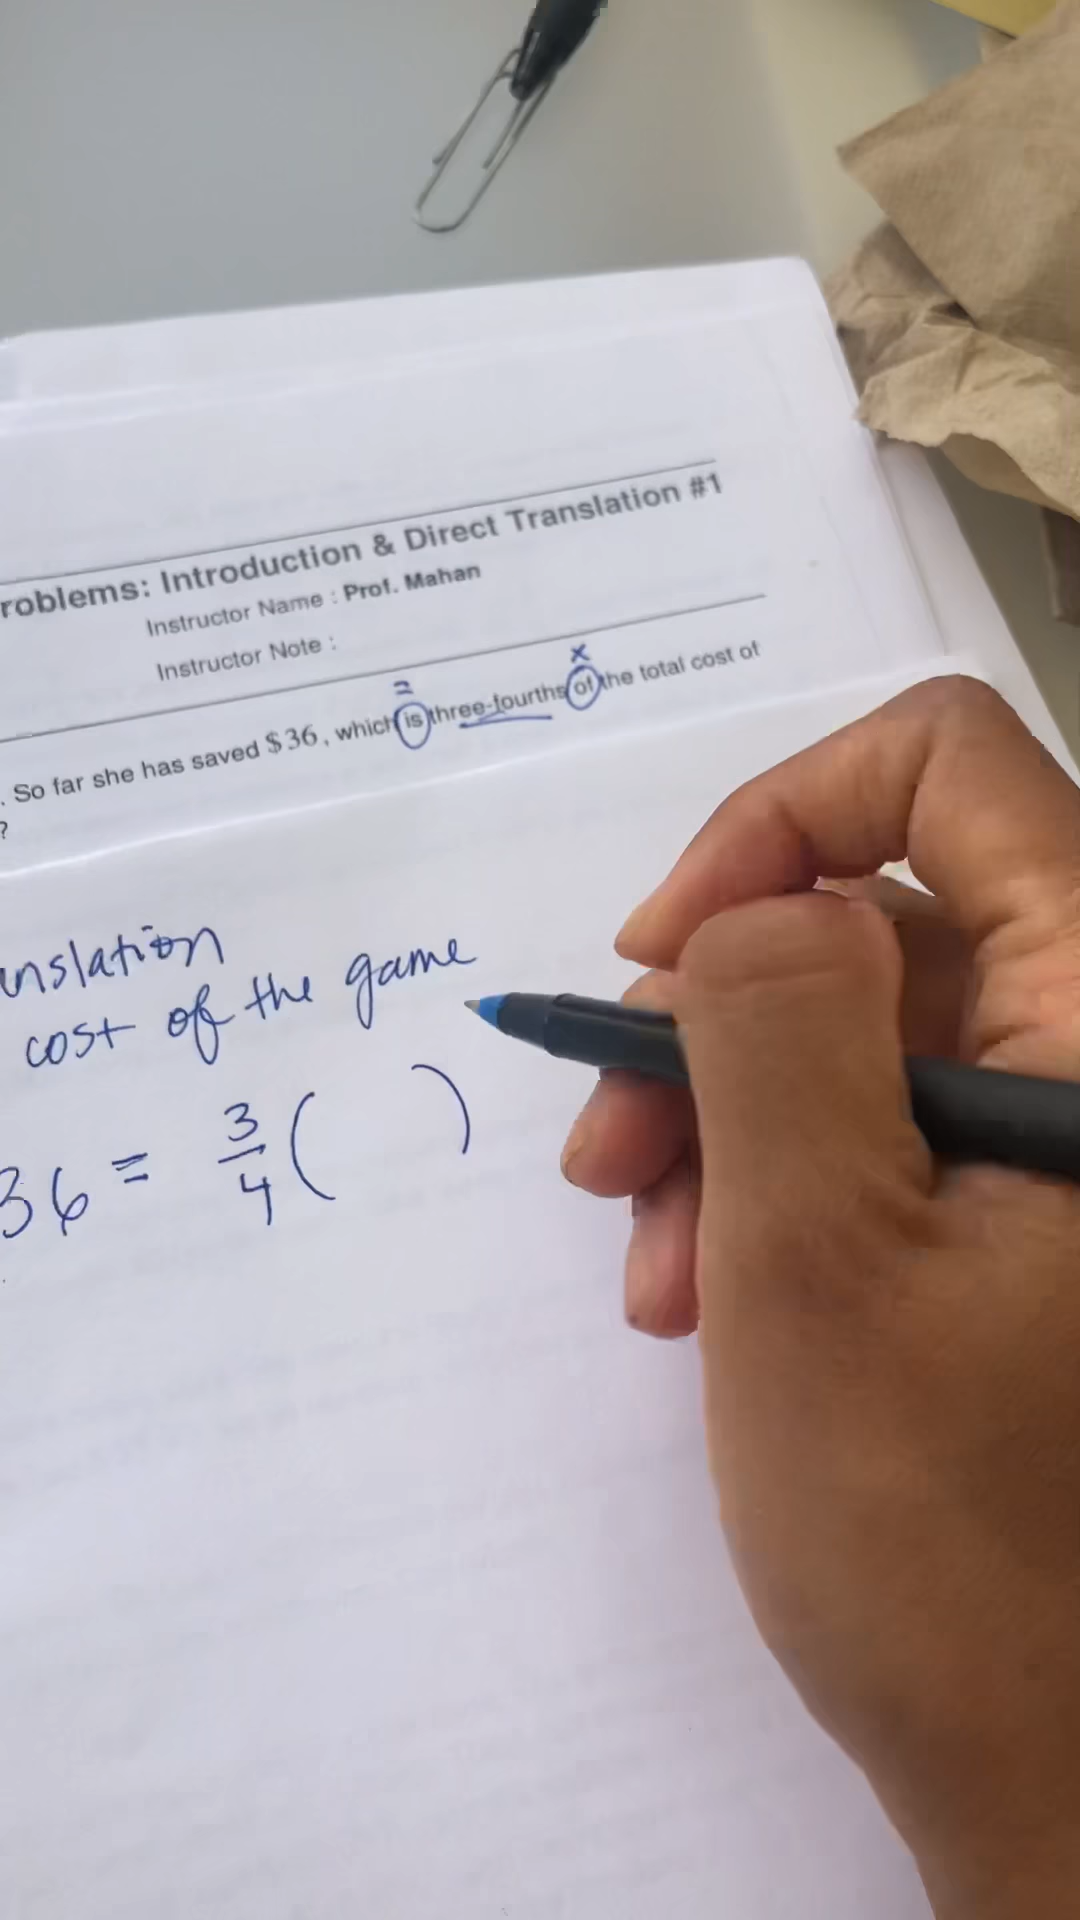 roblems: Introduction & Direct Translation #1
Instructor Name : Prof. Mahan
Instructor Note :
= x
. So far she has saved $36, which is three-fourths of the total cost of
?
anslation
cost of the game
36 = 3/4 ( )